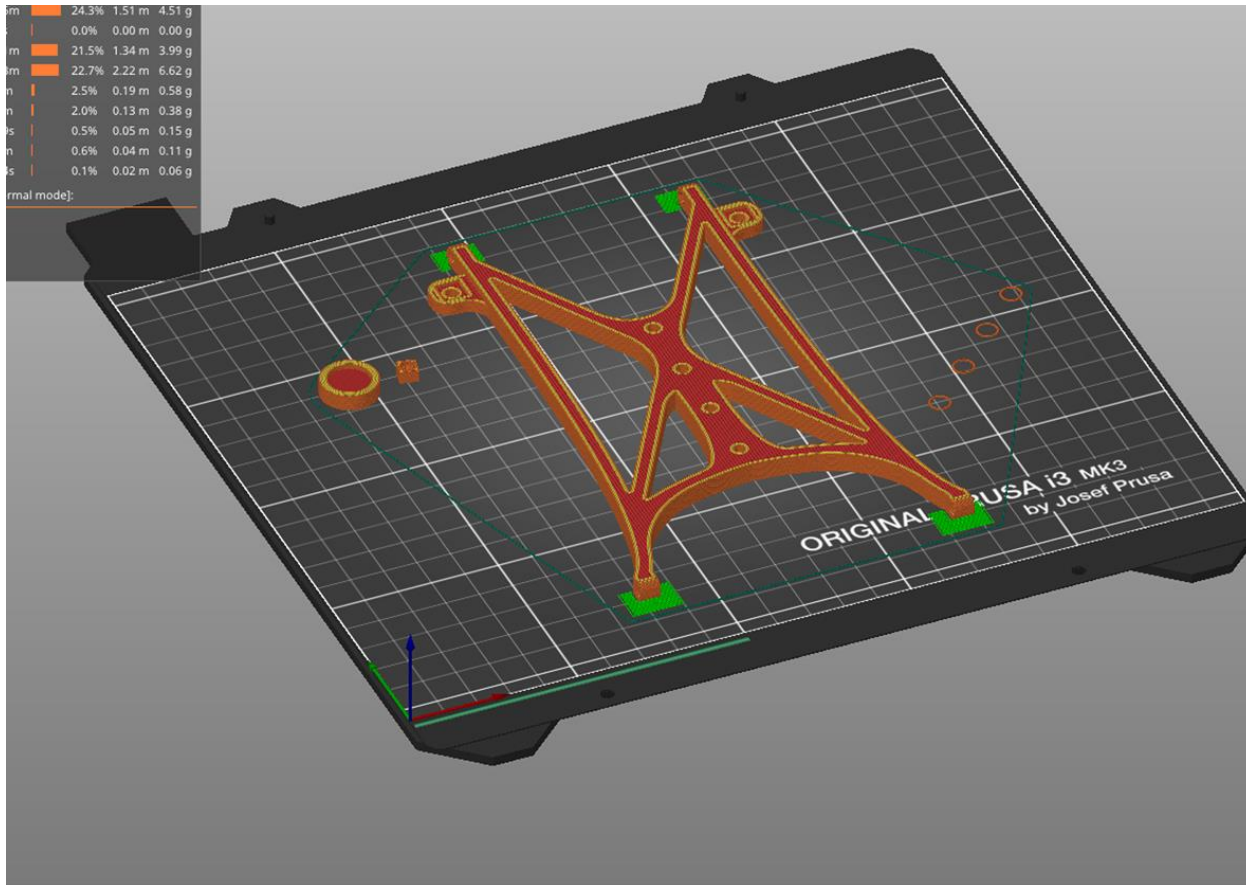 24.3% 1.51 m 4.51 g
0.0% 0.00 m 0.00 g
21.5% 1.34 m 3.99 g
22.7% 2.22 m 6.62 g
2.5% 0.19 m 0.58 g
2.0% 0.13 m 0.38 g
0.5% 0.05 m 0.15 g
0.6% 0.04 m 0.11 g
0.1% 0.02 m 0.06 g
mode]:
ORIGINAL i3 MK3
by Josef Prusa